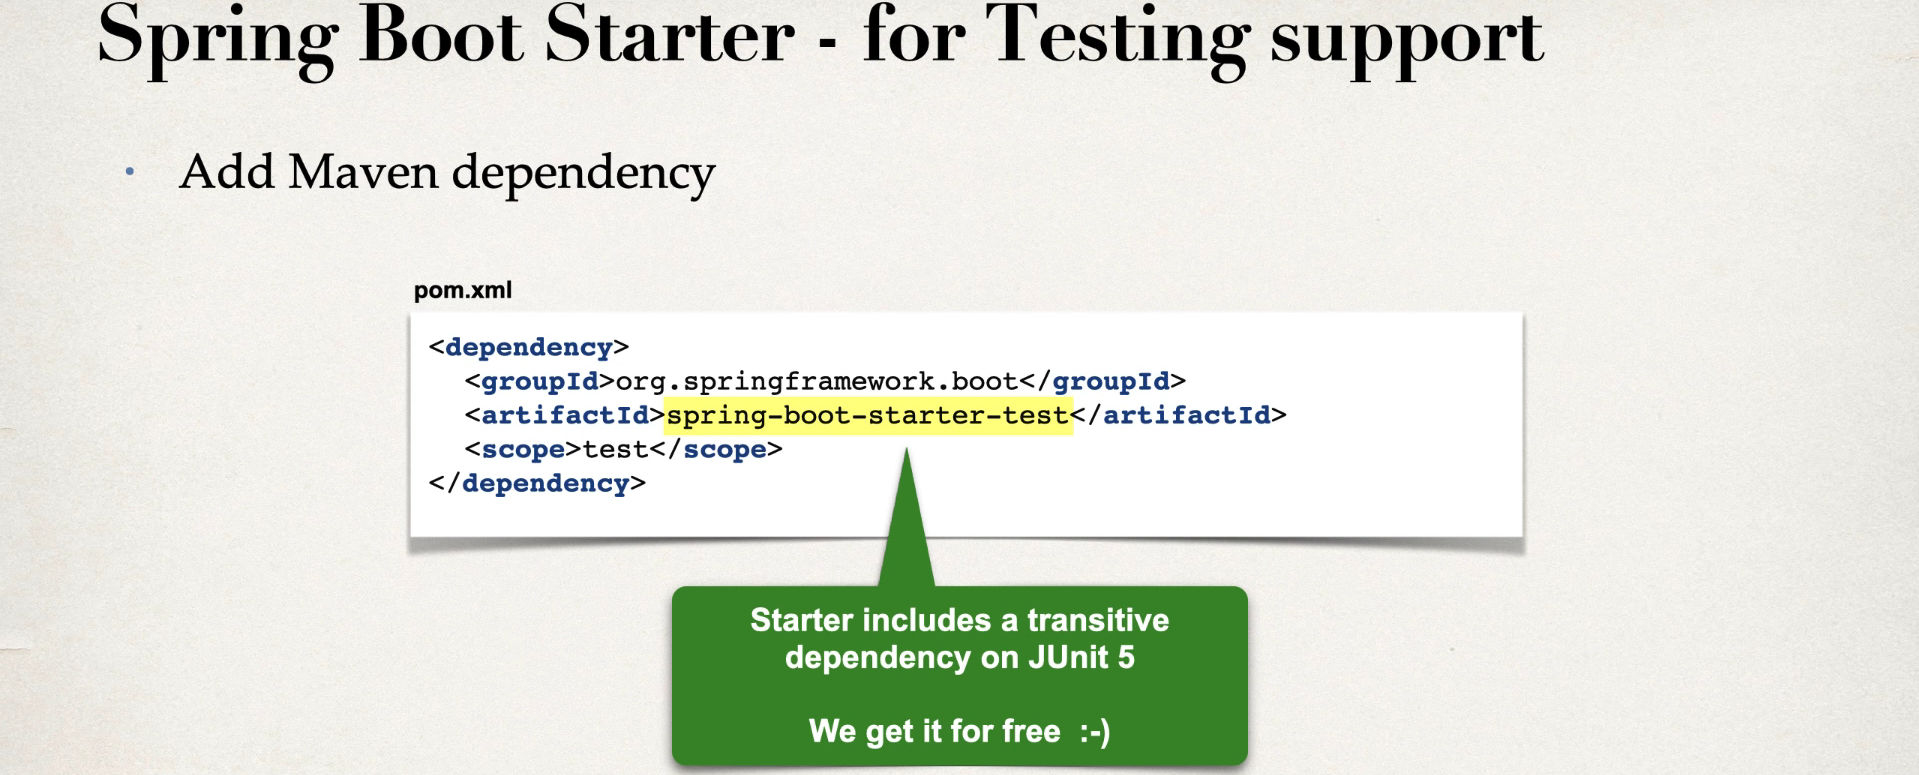 Spring Boot Starter - for Testing support
• Add Maven dependency
pom.xml
<dependency>
<groupId>org.springframework.boot</groupId>
<artifactId>spring-boot-starter-test</artifactId>
<scope>test</scope>
</dependency>
Starter includes a transitive
dependency on JUnit 5
We get it for free :-)